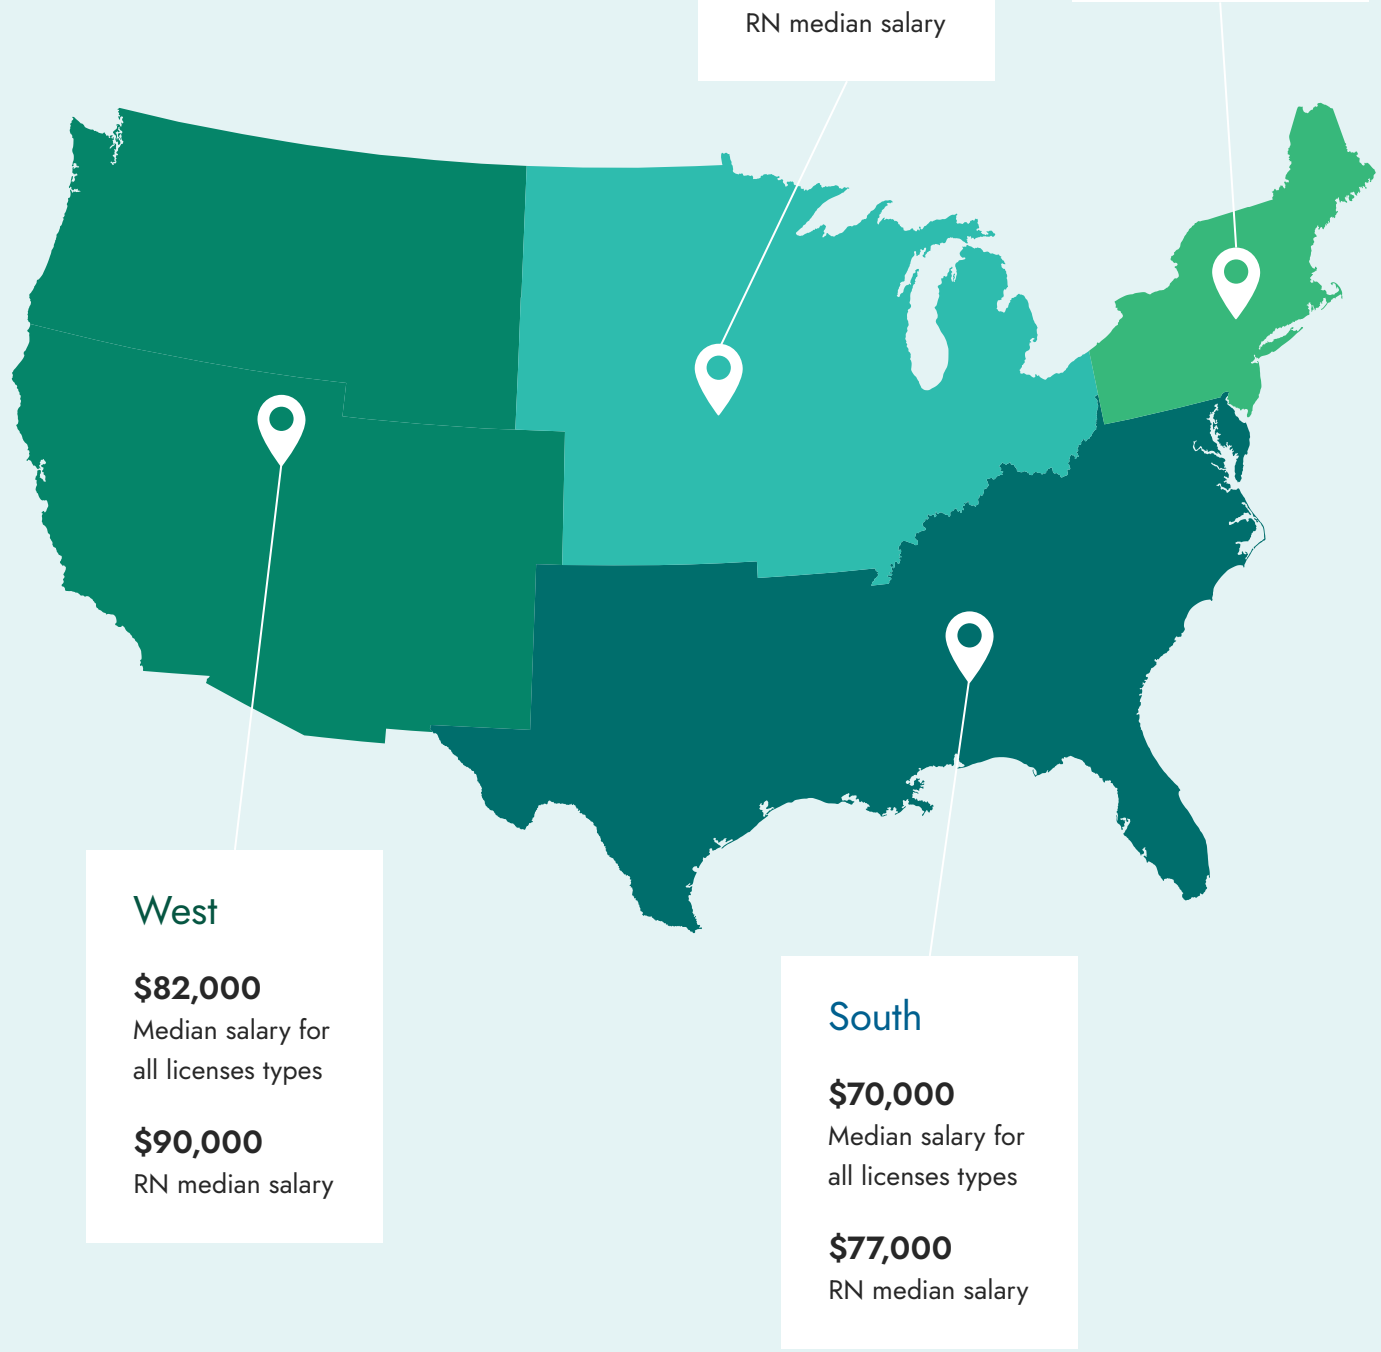 RN median salary
West
$82,000
Median salary for
all licenses types
$90,000
RN median salary
South
$70,000
Median salary for
all licenses types
$77,000
RN median salary